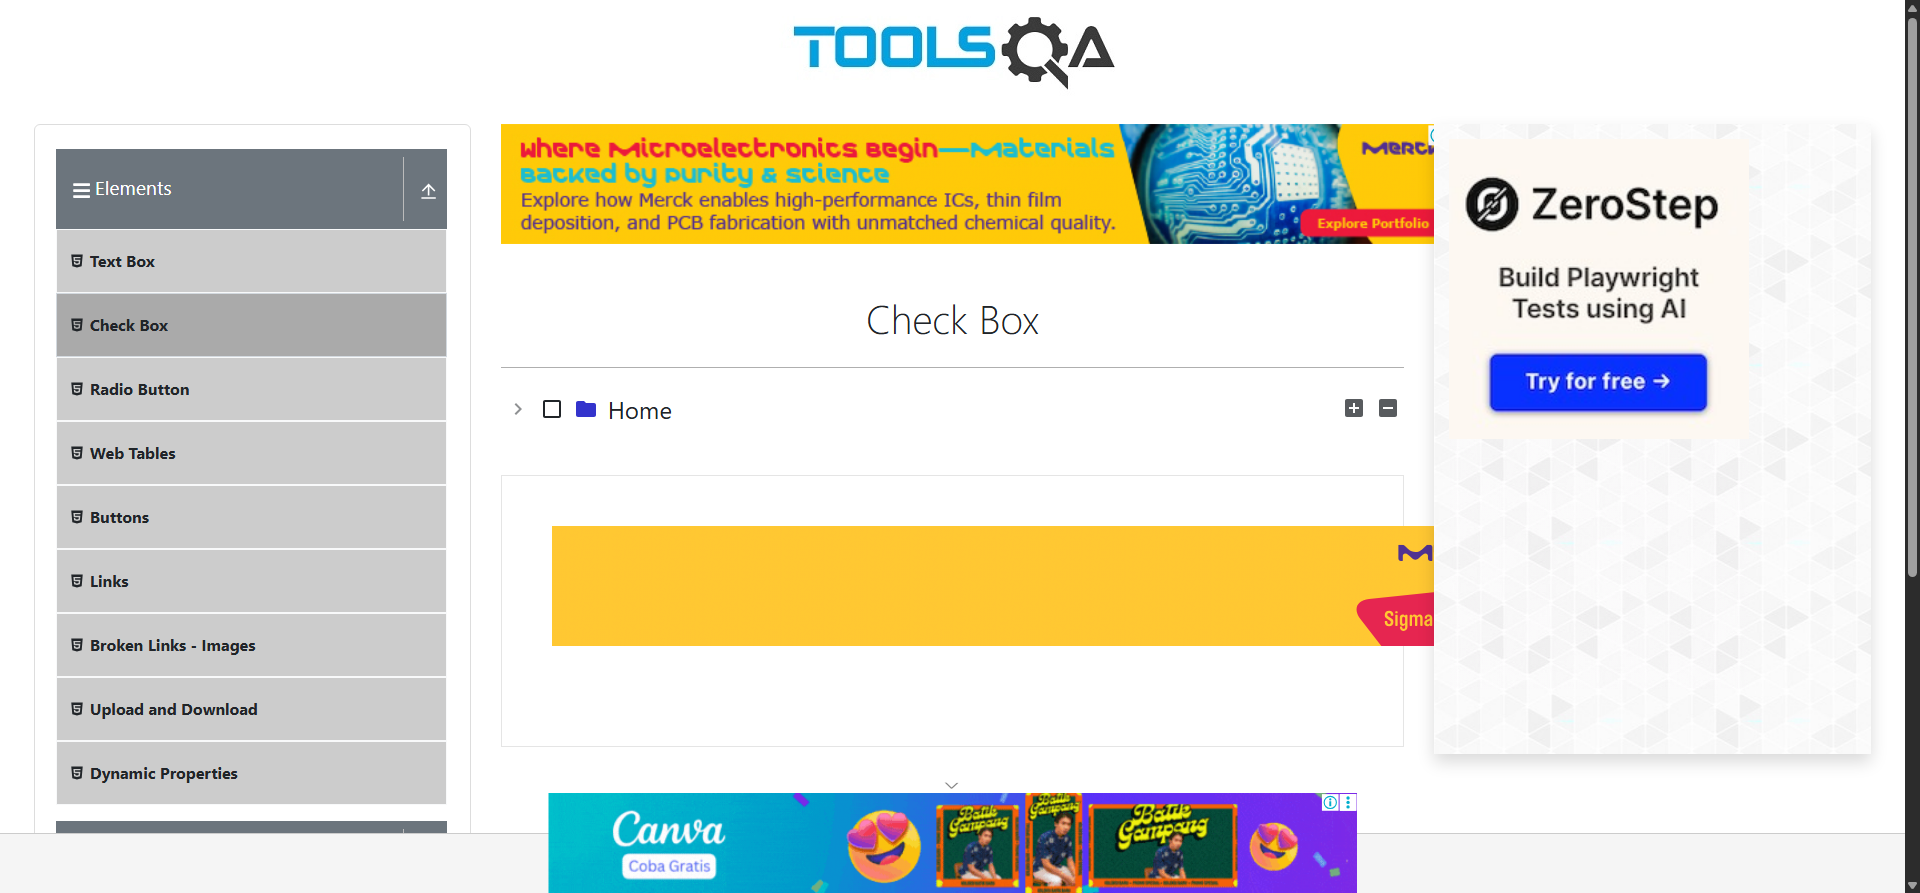 TOOLSQA
Elements
Text Box
Check Box
Radio Button
Web Tables
Buttons
Links
Broken Links - Images
Upload and Download
Dynamic Properties
Where Microelectronics Begin—Materials
Backed by Purity & Science
Explore how Merck enables high-performance ICs, thin film
deposition, and PCB fabrication with unmatched chemical quality.
Merck
Explore Portfolio
Check Box
Home
M
Sigma
ZeroStep
Build Playwright
Tests using AI
Try for free →
Canva
Coba Gratis
Batik
Gampang
Batik
Gampang
Batik
Gampang